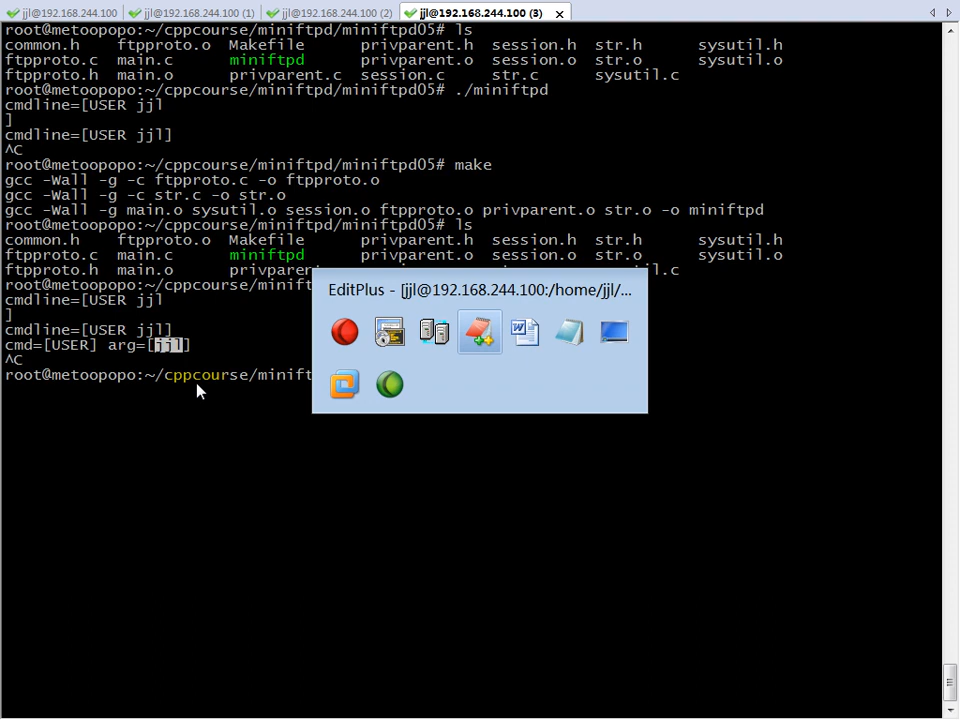 jjl@192.168.244.100 jjl@192.168.244.100 (1) jjl@192.168.244.100 (2) jjl@192.168.244.100 (3)
root@metoopopo:~/cppcourse/miniftpd/miniftpd05# ls
common.h ftpproto.o Makefile privparent.h session.h str.h sysutil.h
ftpproto.c main.c miniftpd privparent.o session.o str.o sysutil.o
ftpproto.h main.o privparent.c session.c str.c sysutil.c
root@metoopopo:~/cppcourse/miniftpd/miniftpd05# ./miniftpd
cmdline=[USER jjl
]
cmdline=[USER jjl]
^C
root@metoopopo:~/cppcourse/miniftpd/miniftpd05# make
gcc -Wall -g -c ftpproto.c -o ftpproto.o
gcc -Wall -g -c str.c -o str.o
gcc -Wall -g main.o sysutil.o session.o ftpproto.o privparent.o str.o -o miniftpd
root@metoopopo:~/cppcourse/miniftpd/miniftpd05# ls
common.h ftpproto.o Makefile privparent.h session.h str.h sysutil.h
ftpproto.c main.c miniftpd privparent.o session.o str.o sysutil.o
ftpproto.h main.o
root@metoopopo:~/cppcourse/minift
EditPlus - [jjl@192.168.244.100:/home/jjl/...
cmdline=[USER jjl
]
cmdline=[USER jjl]
cmd=[USER] arg=[jjl]
^C
root@metoopopo:~/cppcourse/minift